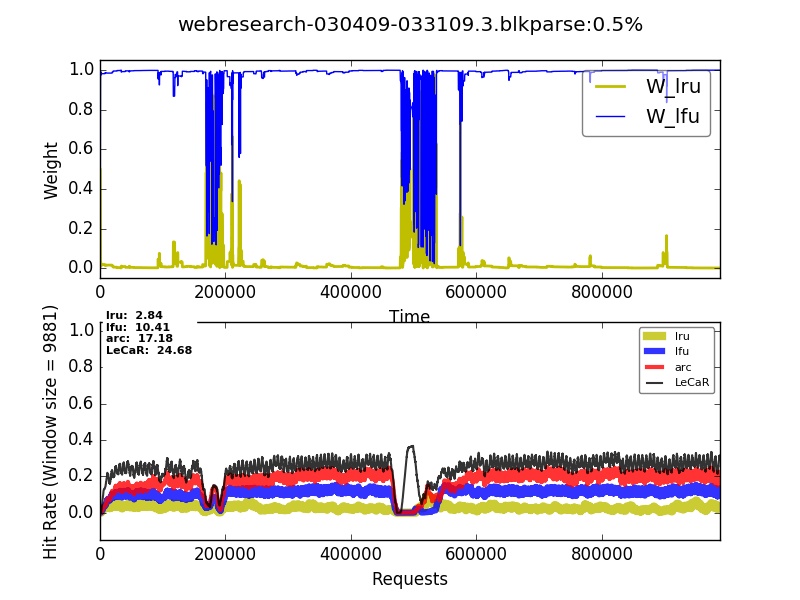 webresearch-030409-033109.3.blkparse:0.5%
1.0
0.8
0.6
0.4
0.2
0.0
Weight
W_lru
W_lfu
0 200000 400000 600000 800000
Time
lru: 2.84
lfu: 10.41
arc: 17.18
LeCaR: 24.68
1.0
0.8
0.6
0.4
0.2
0.0
Hit Rate (Window size = 9881)
lru
lfu
arc
LeCaR
0 200000 400000 600000 800000
Requests